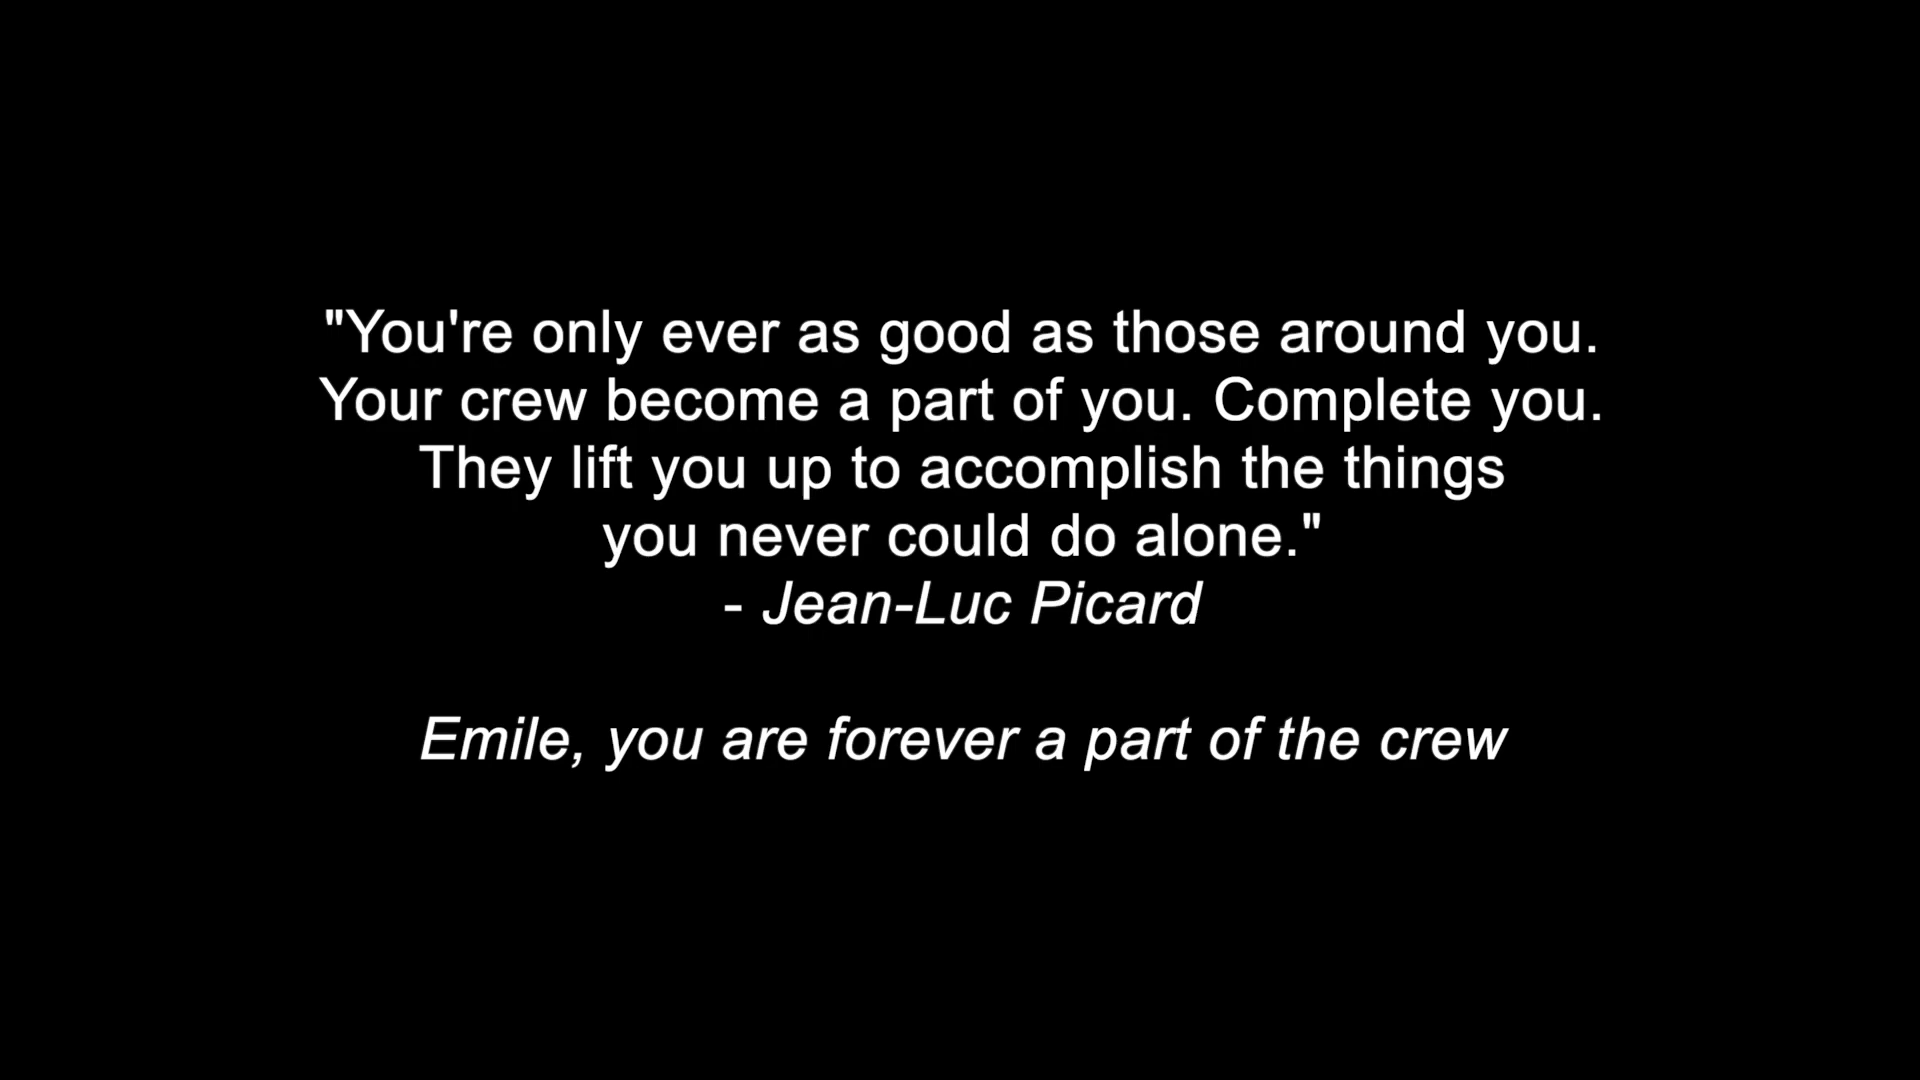 "You're only ever as good as those around you.
Your crew become a part of you. Complete you.
They lift you up to accomplish the things
you never could do alone."
- Jean-Luc Picard
Emile, you are forever a part of the crew